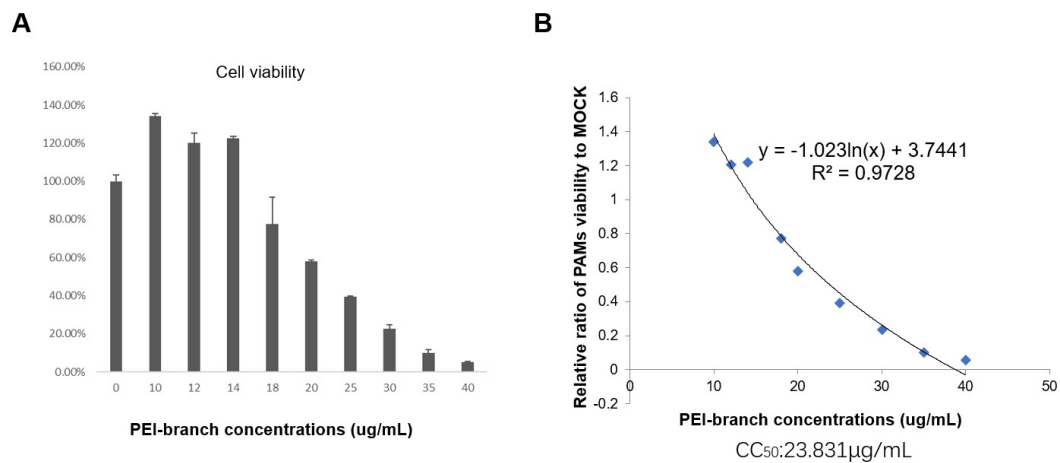 A
Cell viability
160.00%
140.00%
120.00%
100.00%
80.00%
60.00%
40.00%
20.00%
0.00%
0 10 12 14 18 20 25 30 35 40
PEI-branch concentrations (ug/mL)
B
Relative ratio of PAMs viability to MOCK
1.6
1.4
1.2
1
0.8
0.6
0.4
0.2
0
-0.2
y = -1.023ln(x) + 3.7441
R² = 0.9728
0 10 20 30 40 50
PEI-branch concentrations (ug/mL)
CC₅₀:23.831μg/mL